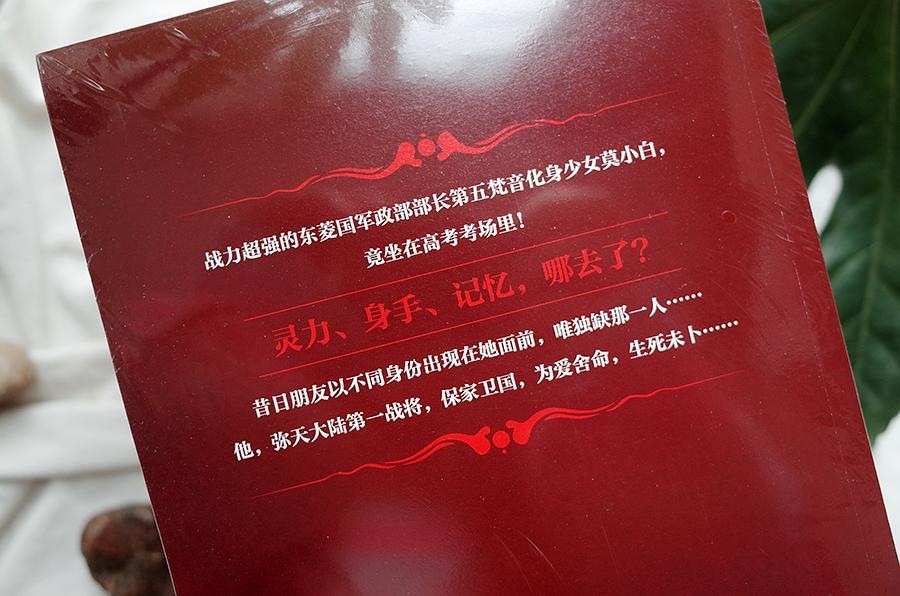 战力超强的东菱国军政部部长第五梵音化身少女莫小白，
竟坐在高考考场里！
灵力、身手、记忆，哪去了？
昔日朋友以不同身份出现在她面前，唯独缺那一人……
他，弥天大陆第一战将，保家卫国，为爱舍命，生死未卜……